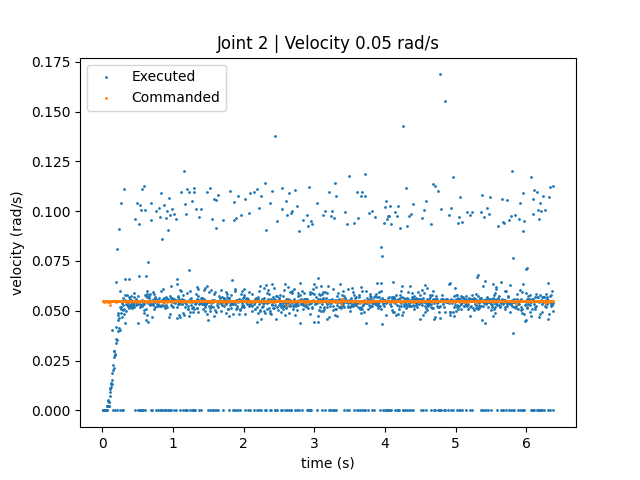 Joint 2 | Velocity 0.05 rad/s
Executed
Commanded
velocity (rad/s)
0.175
0.150
0.125
0.100
0.075
0.050
0.025
0.000
0 1 2 3 4 5 6
time (s)